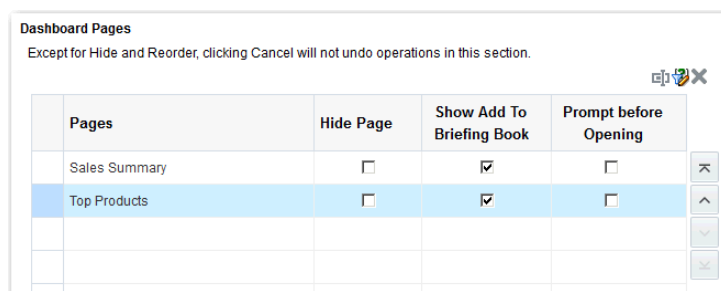 Dashboard Pages
Except for Hide and Reorder, clicking Cancel will not undo operations in this section.
Pages Hide Page Show Add To Briefing Book Prompt before Opening
Sales Summary
Top Products